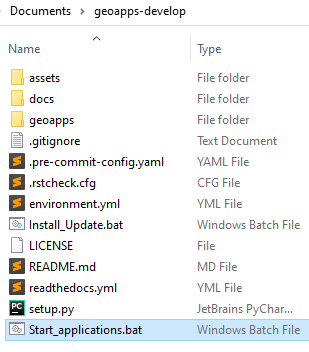 Documents > geoapps-develop
Name Type
assets File folder
docs File folder
geoapps File folder
.gitignore Text Document
.pre-commit-config.yaml YAML File
.rstcheck.cfg CFG File
environment.yml YML File
Install_Update.bat Windows Batch File
LICENSE File
README.md MD File
readthedocs.yml YML File
setup.py JetBrains PyChar...
Start_applications.bat Windows Batch File